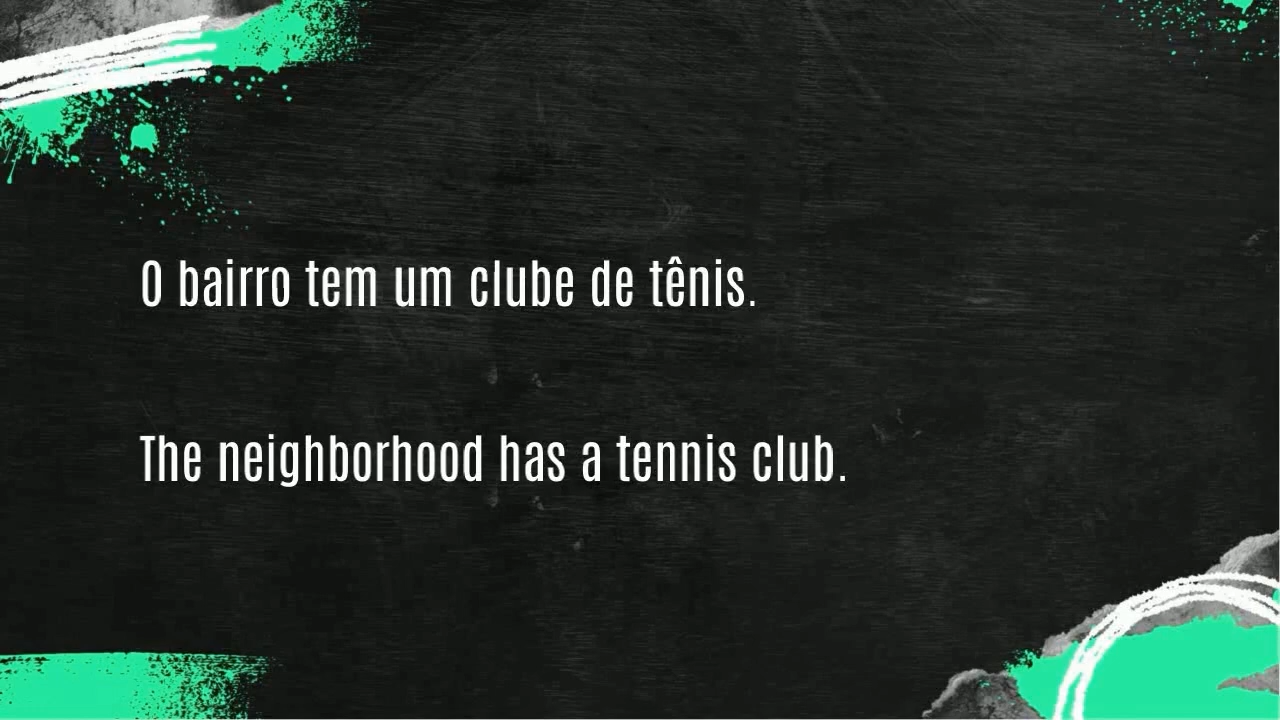 O bairro tem um clube de tênis.
The neighborhood has a tennis club.